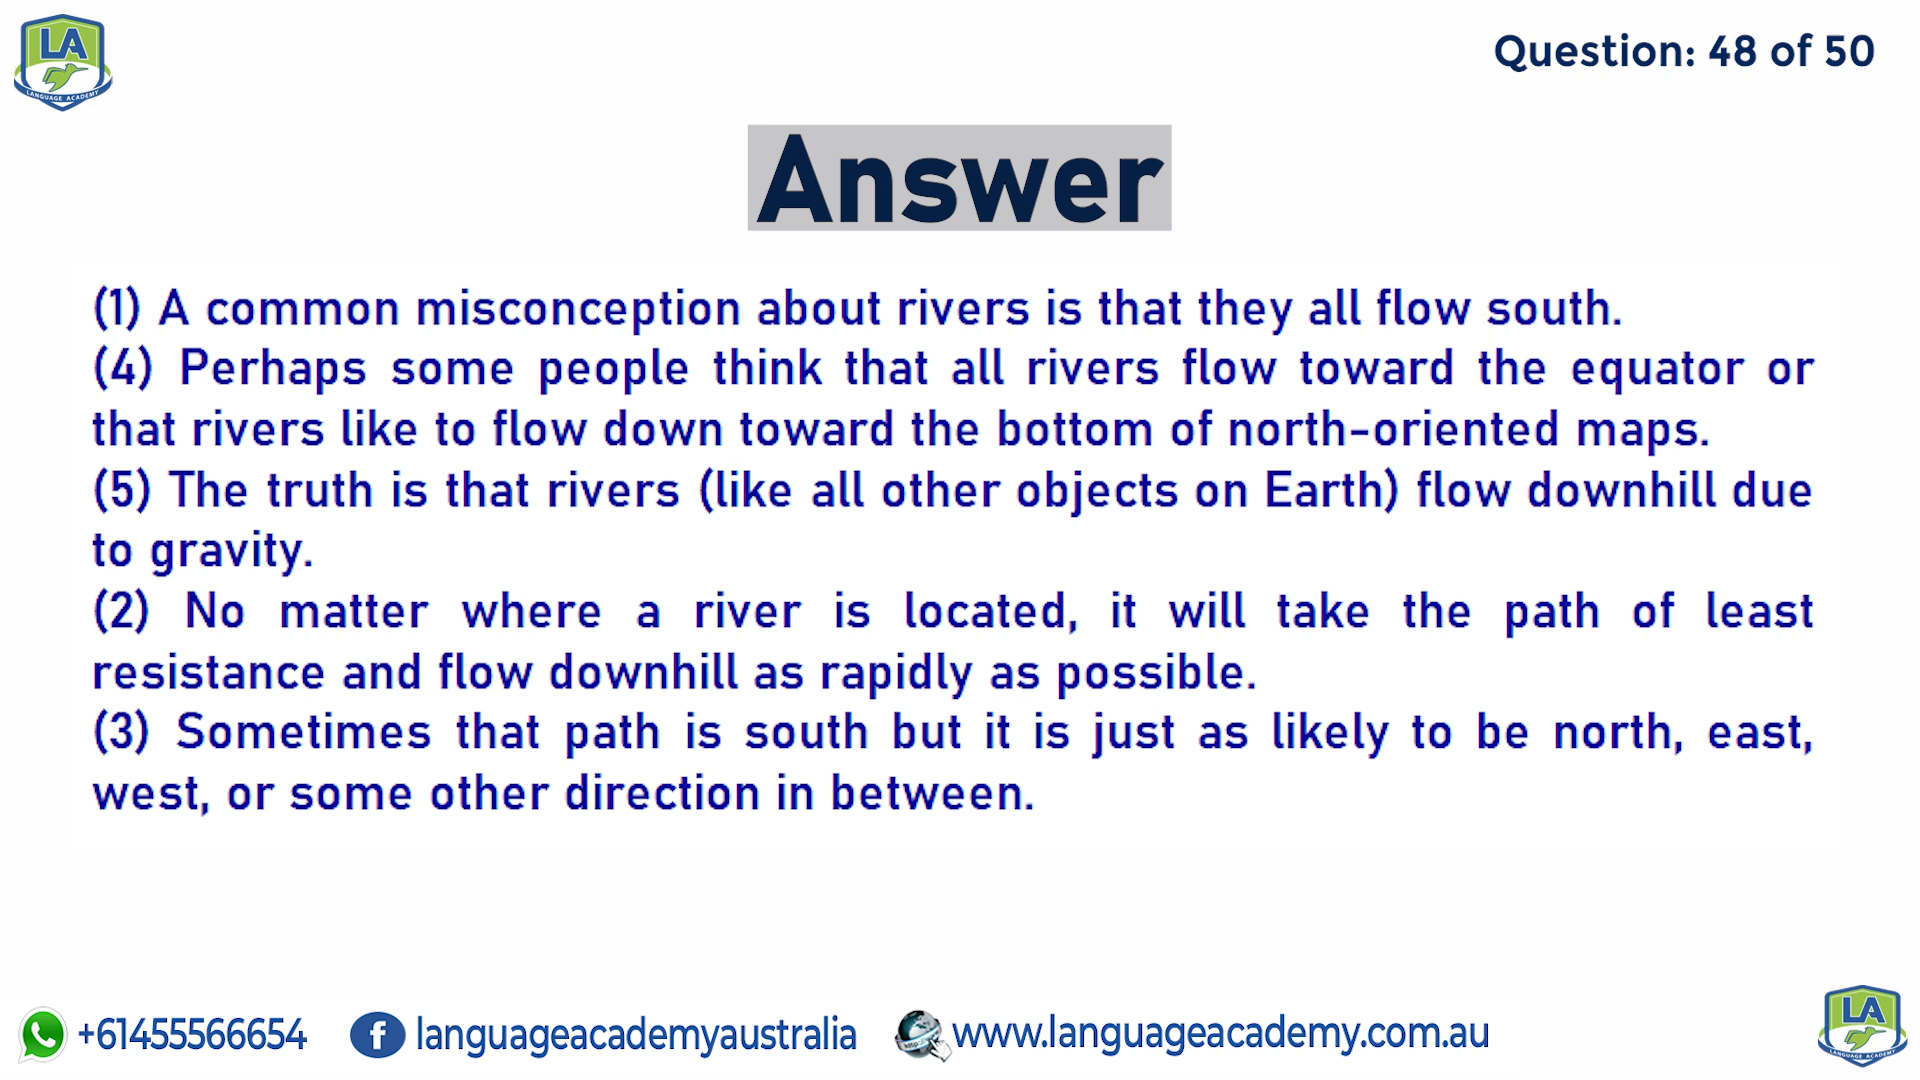 LA
LANGUAGE ACADEMY
Question: 48 of 50
Answer
(1) A common misconception about rivers is that they all flow south.
(4) Perhaps some people think that all rivers flow toward the equator or
that rivers like to flow down toward the bottom of north-oriented maps.
(5) The truth is that rivers (like all other objects on Earth) flow downhill due
to gravity.
(2) No matter where a river is located, it will take the path of least
resistance and flow downhill as rapidly as possible.
(3) Sometimes that path is south but it is just as likely to be north, east,
west, or some other direction in between.
+61455566654
languageacademyaustralia
www.languageacademy.com.au
LA
LANGUAGE ACADEMY